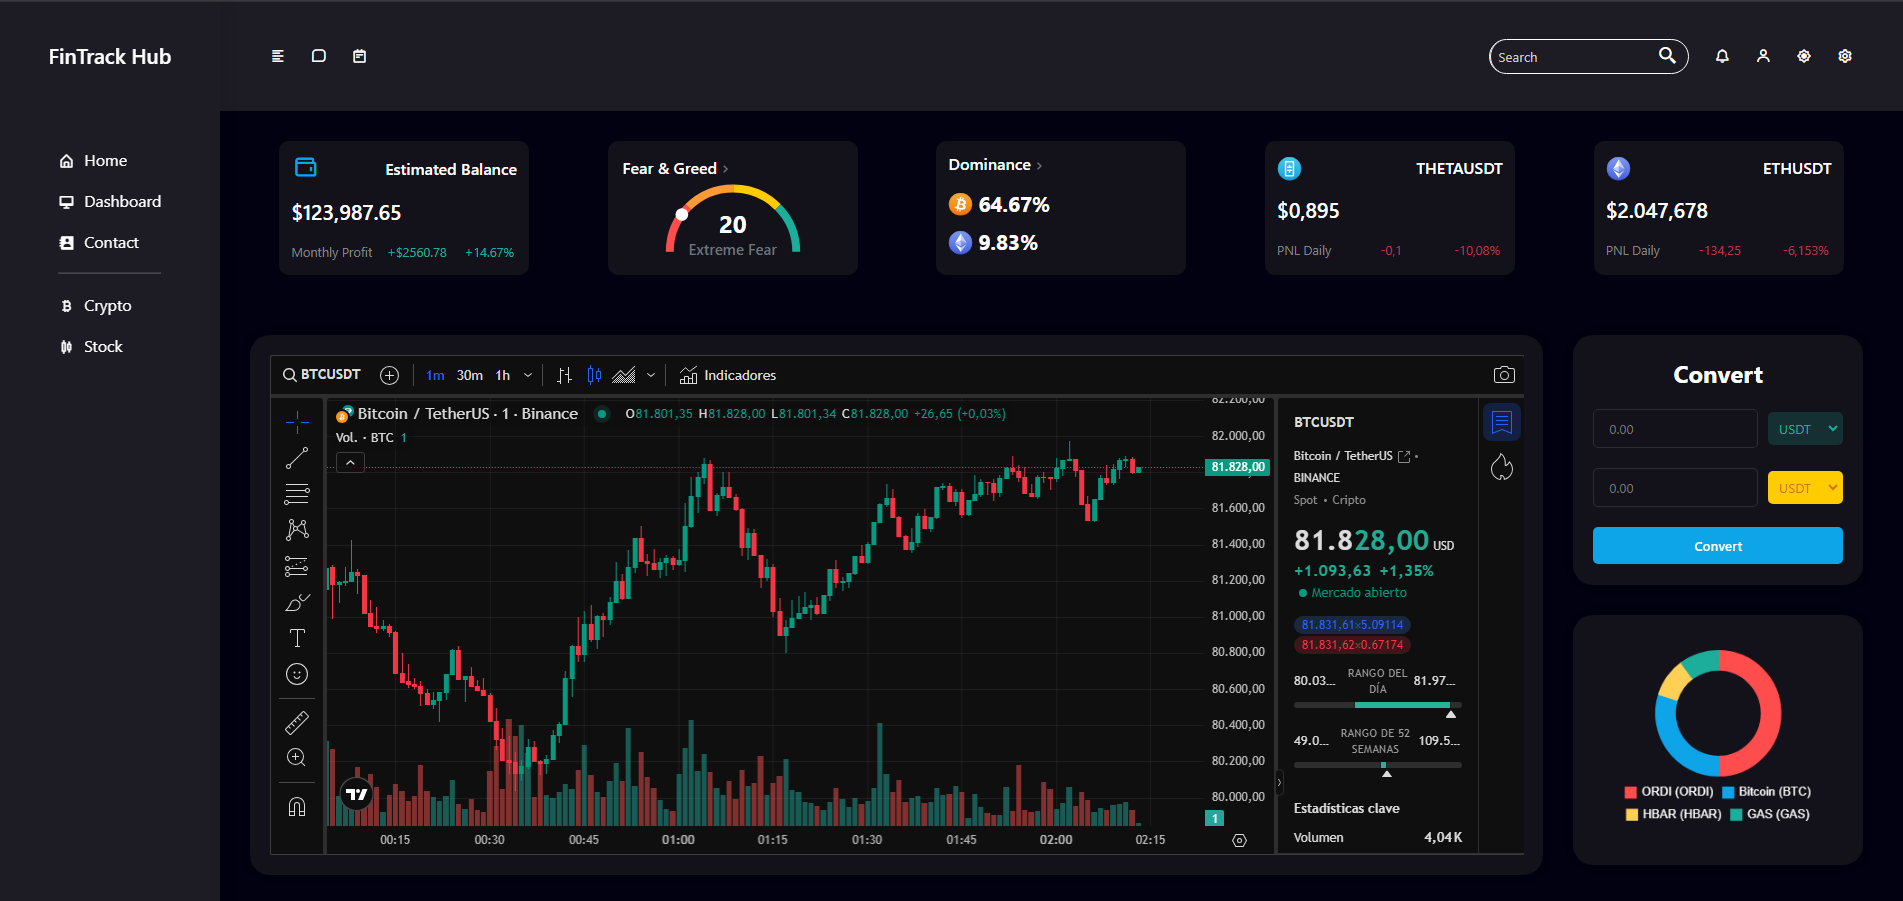 FinTrack Hub
Search
Home
Dashboard
Contact
Crypto
Stock
Estimated Balance
$123,987.65
Monthly Profit +$2560.78 +14.67%
Fear & Greed ›
20
Extreme Fear
Dominance ›
64.67%
9.83%
THETAUSDT
$0,895
PNL Daily -0,1 -10,08%
ETHUSDT
$2.047,678
PNL Daily -134,25 -6,153%
BTCUSDT 1m 30m 1h Indicadores
Bitcoin / TetherUS · 1 · Binance O81.801,35 H81.828,00 L81.801,34 C81.828,00 +26,65 (+0,03%)
Vol. · BTC 1
82.200,00
82.000,00
81.828,00
81.600,00
81.400,00
81.200,00
81.000,00
80.800,00
80.600,00
80.400,00
80.200,00
80.000,00
1
00:15 00:30 00:45 01:00 01:15 01:30 01:45 02:00 02:15
BTCUSDT
Bitcoin / TetherUS •
BINANCE
Spot • Cripto
81.828,00 USD
+1.093,63 +1,35%
Mercado abierto
81.831,61×5.09114
81.831,62×0.67174
80.03... RANGO DEL DÍA 81.97...
49.0... RANGO DE 52 SEMANAS 109.5...
Estadísticas clave
Volumen 4,04K
Convert
0.00 USDT
0.00 USDT
Convert
ORDI (ORDI) Bitcoin (BTC)
HBAR (HBAR) GAS (GAS)